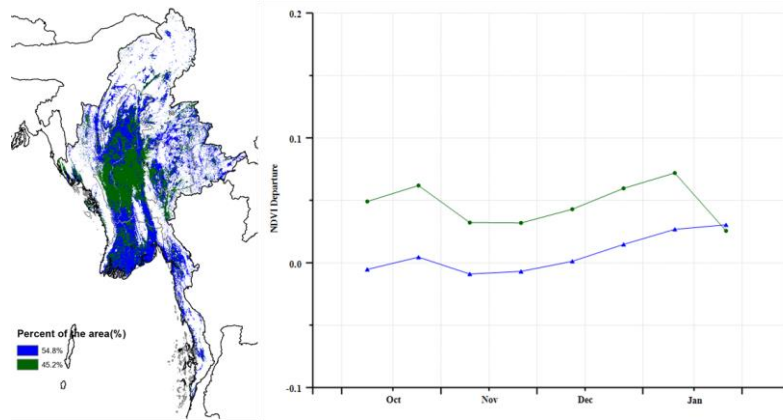 Percent of the area(%)
54.8%
45.2%
NDVI Departure
0.2
0.1
0.0
-0.1
Oct
Nov
Dec
Jan